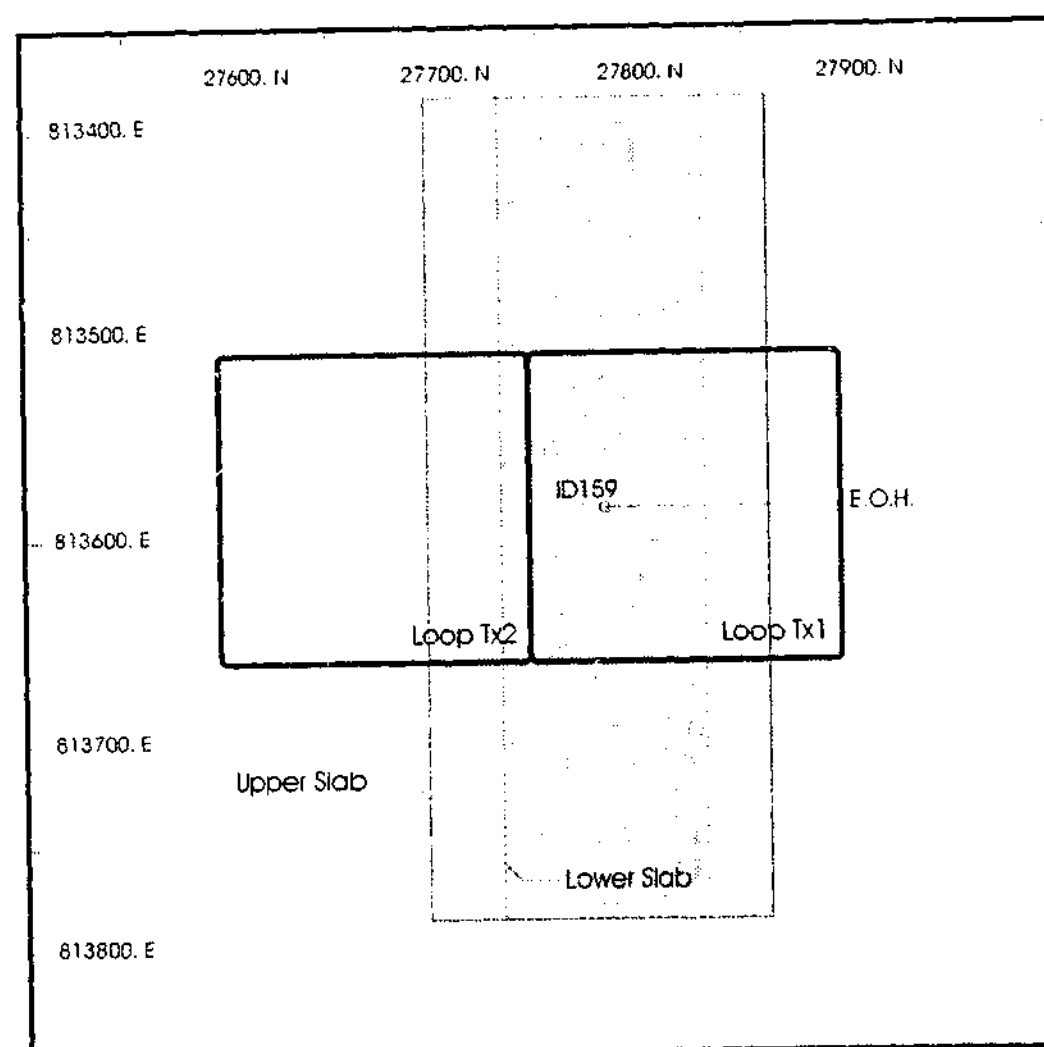 27600. N 27700. N 27800. N 27900. N
813400. E
813500. E
ID159
E.O.H.
813600. E
Loop Tx2 Loop Tx1
813700. E
Upper Slab
Lower Slab
813800. E